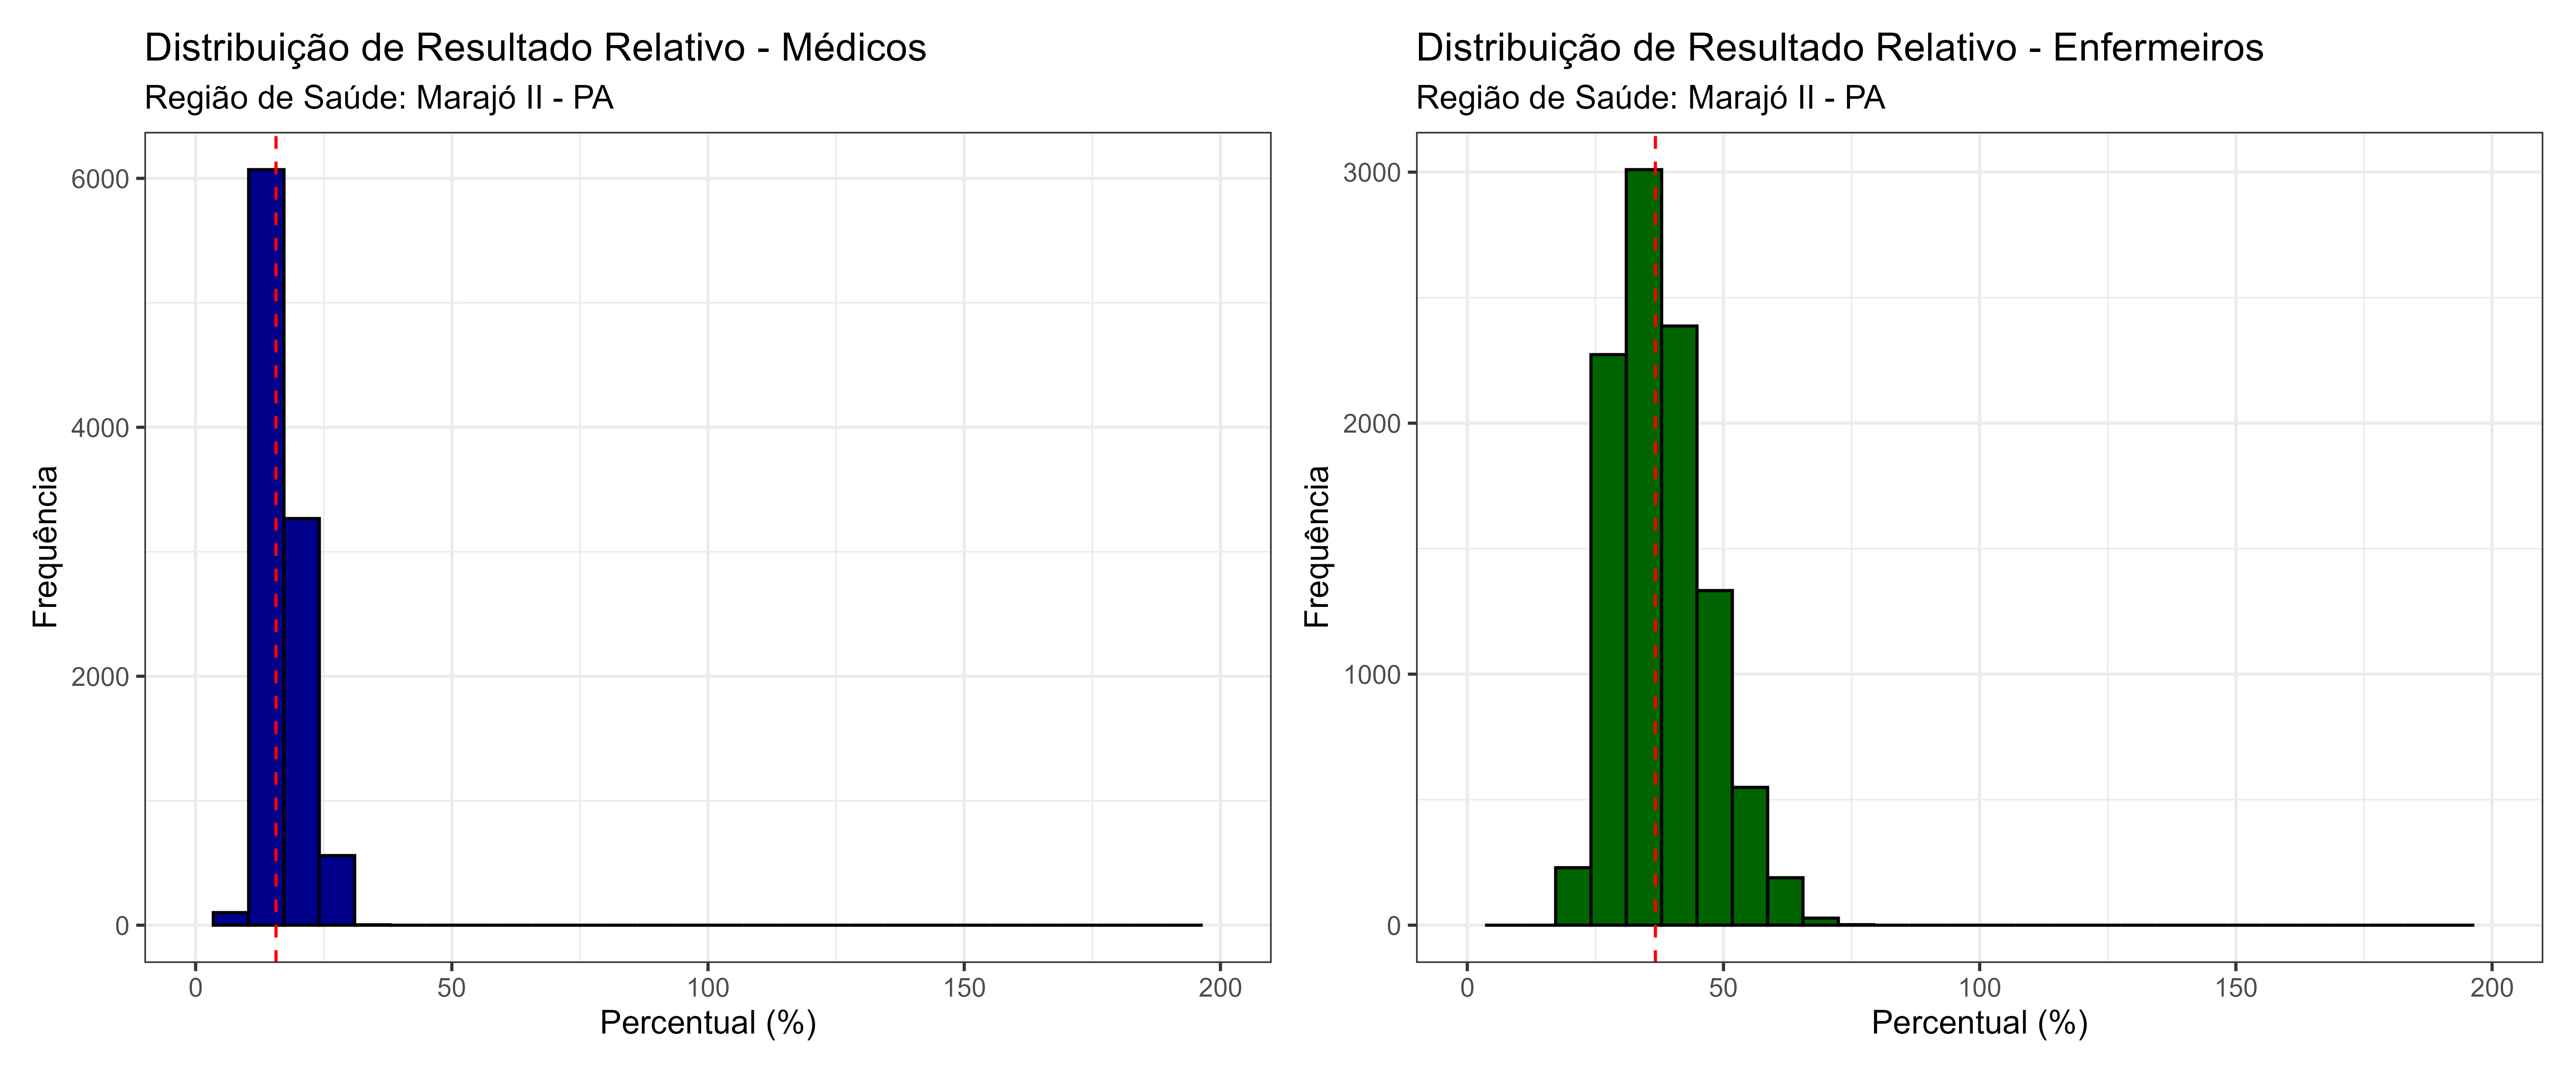 Distribuição de Resultado Relativo - Médicos
Região de Saúde: Marajó II - PA
Frequência
6000
4000
2000
0
0 50 100 150 200
Percentual (%)
Distribuição de Resultado Relativo - Enfermeiros
Região de Saúde: Marajó II - PA
Frequência
3000
2000
1000
0
0 50 100 150 200
Percentual (%)